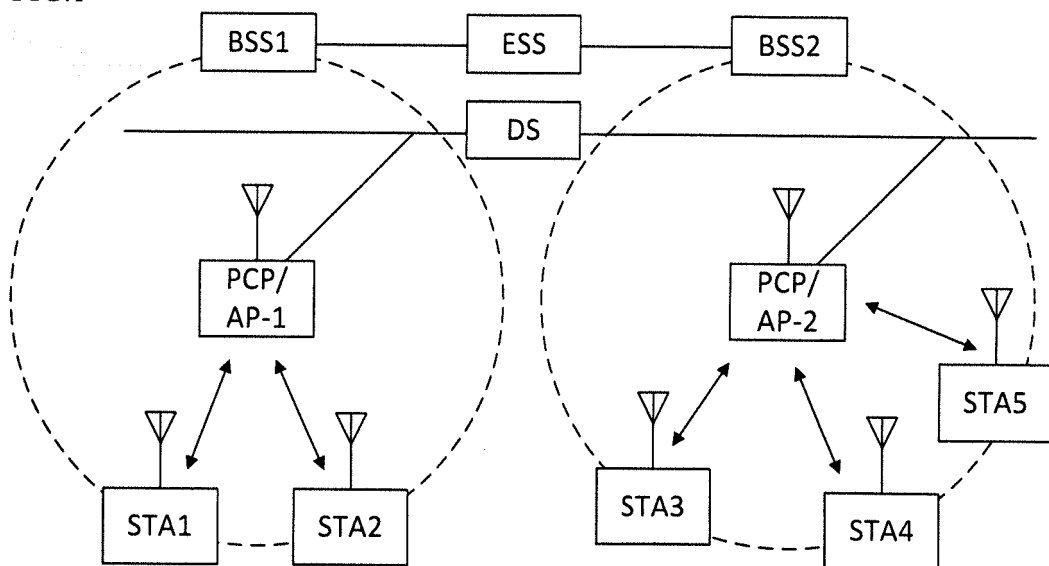 BSS1
ESS
BSS2
DS
PCP/
AP-1
PCP/
AP-2
STA5
STA3
STA1
STA2
STA4